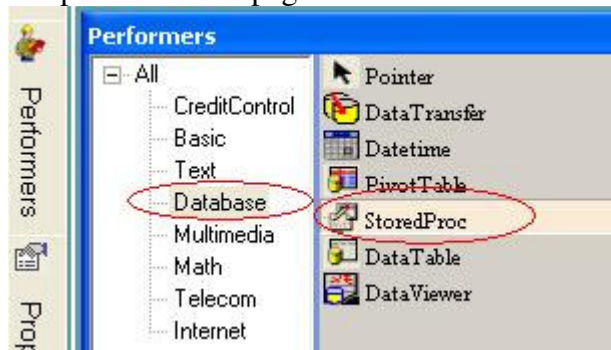 Performers
All
CreditControl
Basic
Text
Database
Multimedia
Math
Telecom
Internet
Pointer
DataTransfer
Datetime
PivotTable
StoredProc
DataTable
DataViewer
Performers